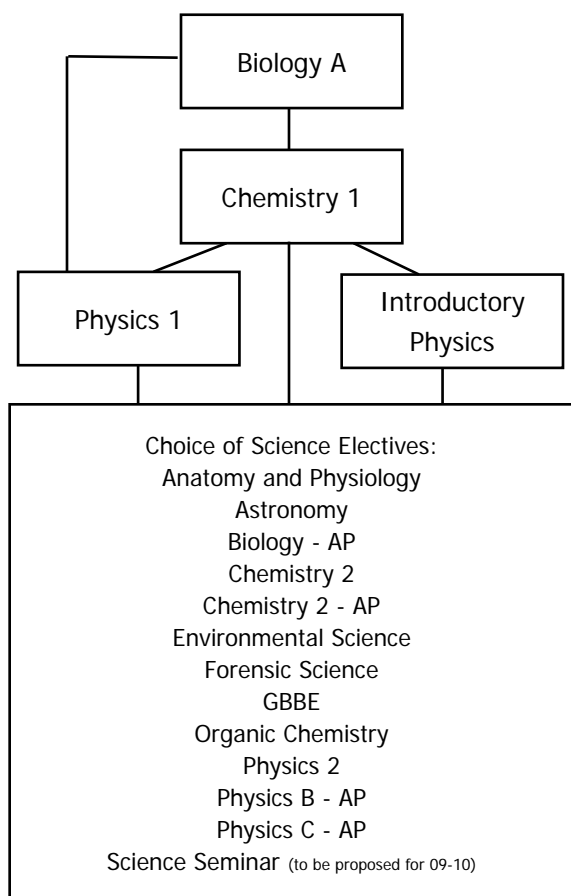 Biology A
Chemistry 1
Physics 1
Introductory
Physics
Choice of Science Electives:
Anatomy and Physiology
Astronomy
Biology - AP
Chemistry 2
Chemistry 2 - AP
Environmental Science
Forensic Science
GBBE
Organic Chemistry
Physics 2
Physics B - AP
Physics C - AP
Science Seminar (to be proposed for 09-10)